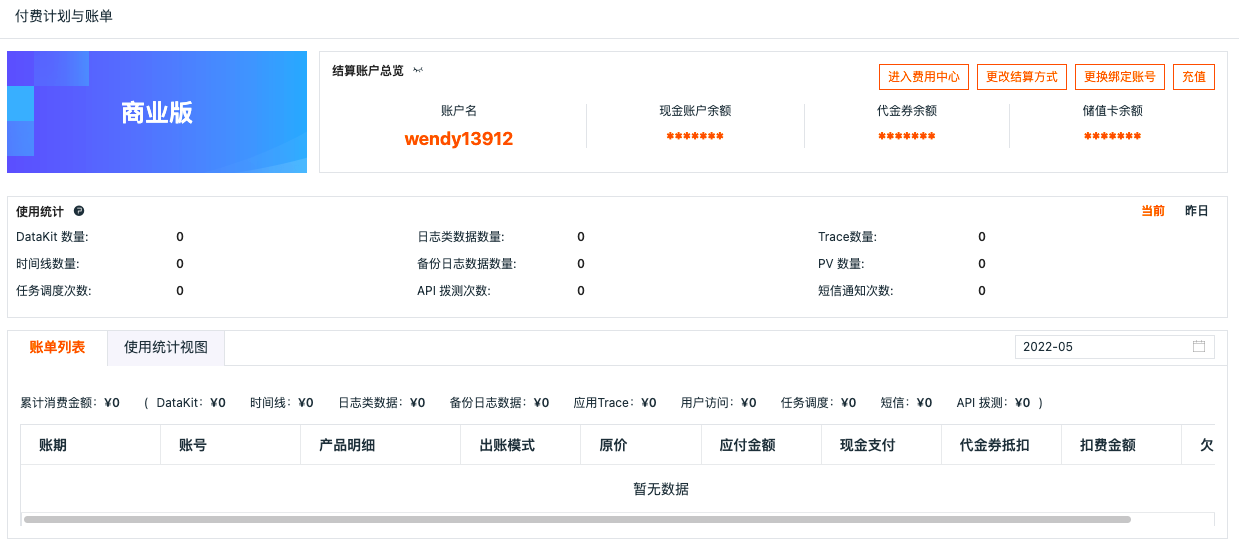 付费计划与账单
商业版
结算账户总览
进入费用中心 更改结算方式 更换绑定账号 充值
账户名 现金账户余额 代金券余额 储值卡余额
wendy13912 ******* ******* *******
使用统计 当前 昨日
DataKit 数量: 0 日志类数据数量: 0 Trace数量: 0
时间线数量: 0 备份日志数据数量: 0 PV 数量: 0
任务调度次数: 0 API 拨测次数: 0 短信通知次数: 0
账单列表 使用统计视图 2022-05
累计消费金额：¥0 ( DataKit：¥0 时间线：¥0 日志类数据：¥0 备份日志数据：¥0 应用Trace：¥0 用户访问：¥0 任务调度：¥0 短信：¥0 API 拨测：¥0 )
账期 账号 产品明细 出账模式 原价 应付金额 现金支付 代金券抵扣 扣费金额 欠
暂无数据